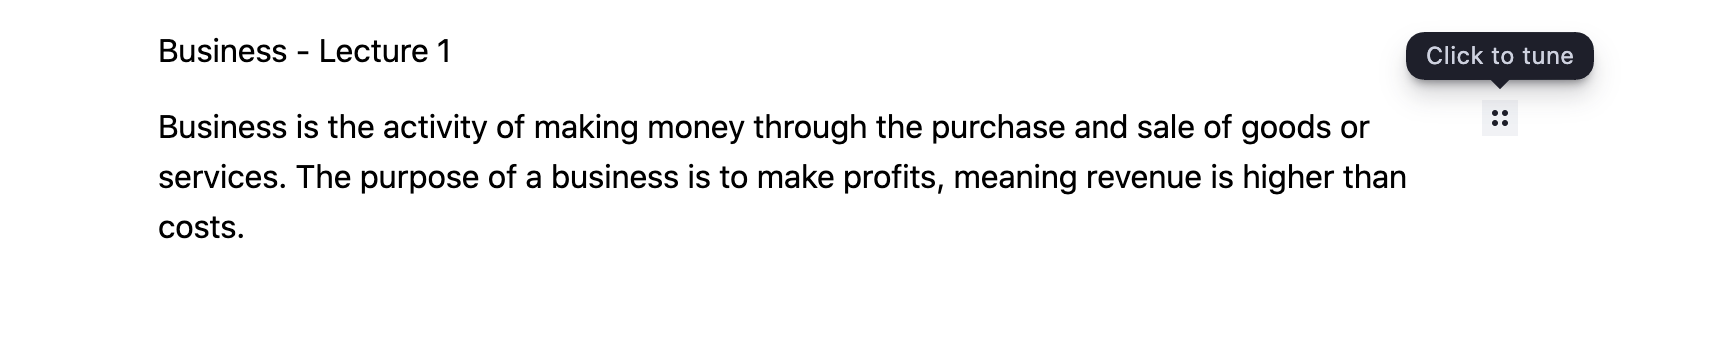 Business - Lecture 1
Click to tune
Business is the activity of making money through the purchase and sale of goods or
services. The purpose of a business is to make profits, meaning revenue is higher than
costs.